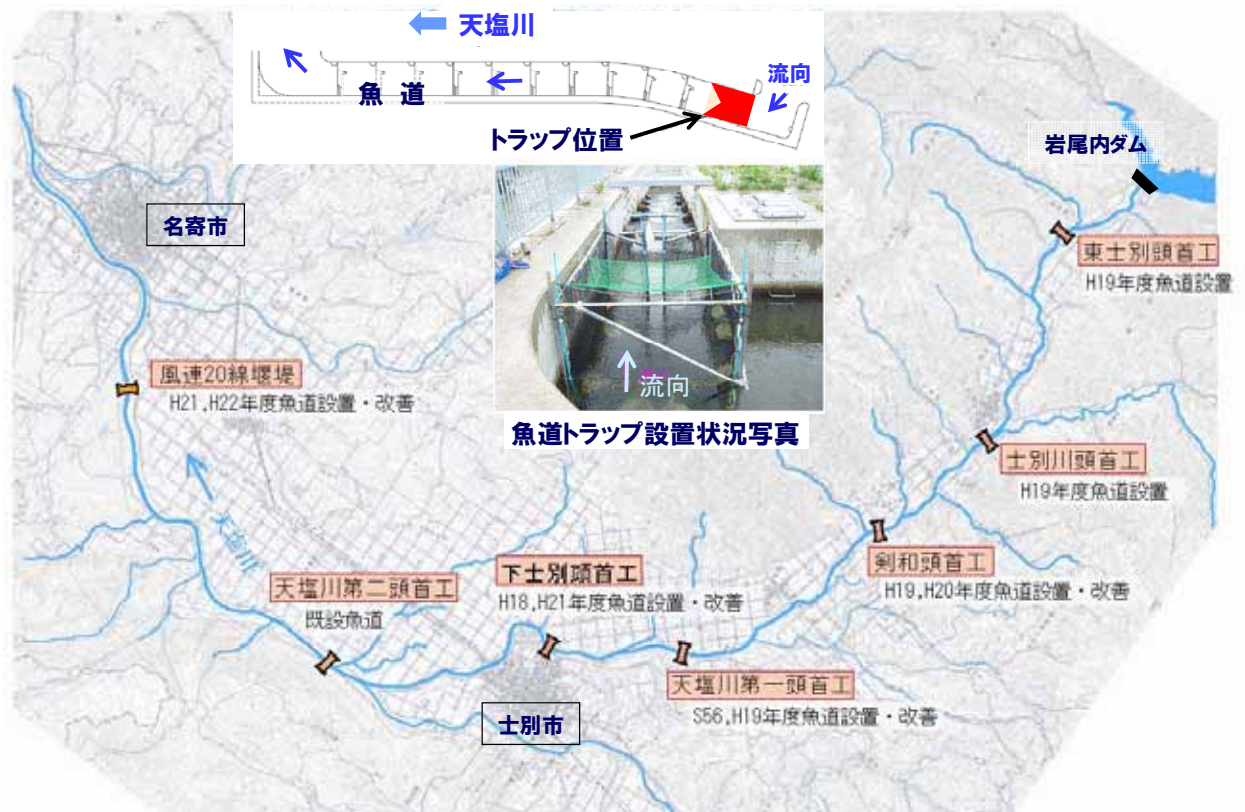 天塩川
流向
魚道
トラップ位置
岩尾内ダム
名寄市
東士別頭首工
H19年度魚道設置
流向
魚道トラップ設置状況写真
風連20線堰堤
H21,H22年度魚道設置・改善
士別川頭首工
H19年度魚道設置
天塩川
剣和頭首工
H19,H20年度魚道設置・改善
天塩川第二頭首工
既設魚道
下士別頭首工
H18,H21年度魚道設置・改善
天塩川第一頭首工
S56,H19年度魚道設置・改善
士別市